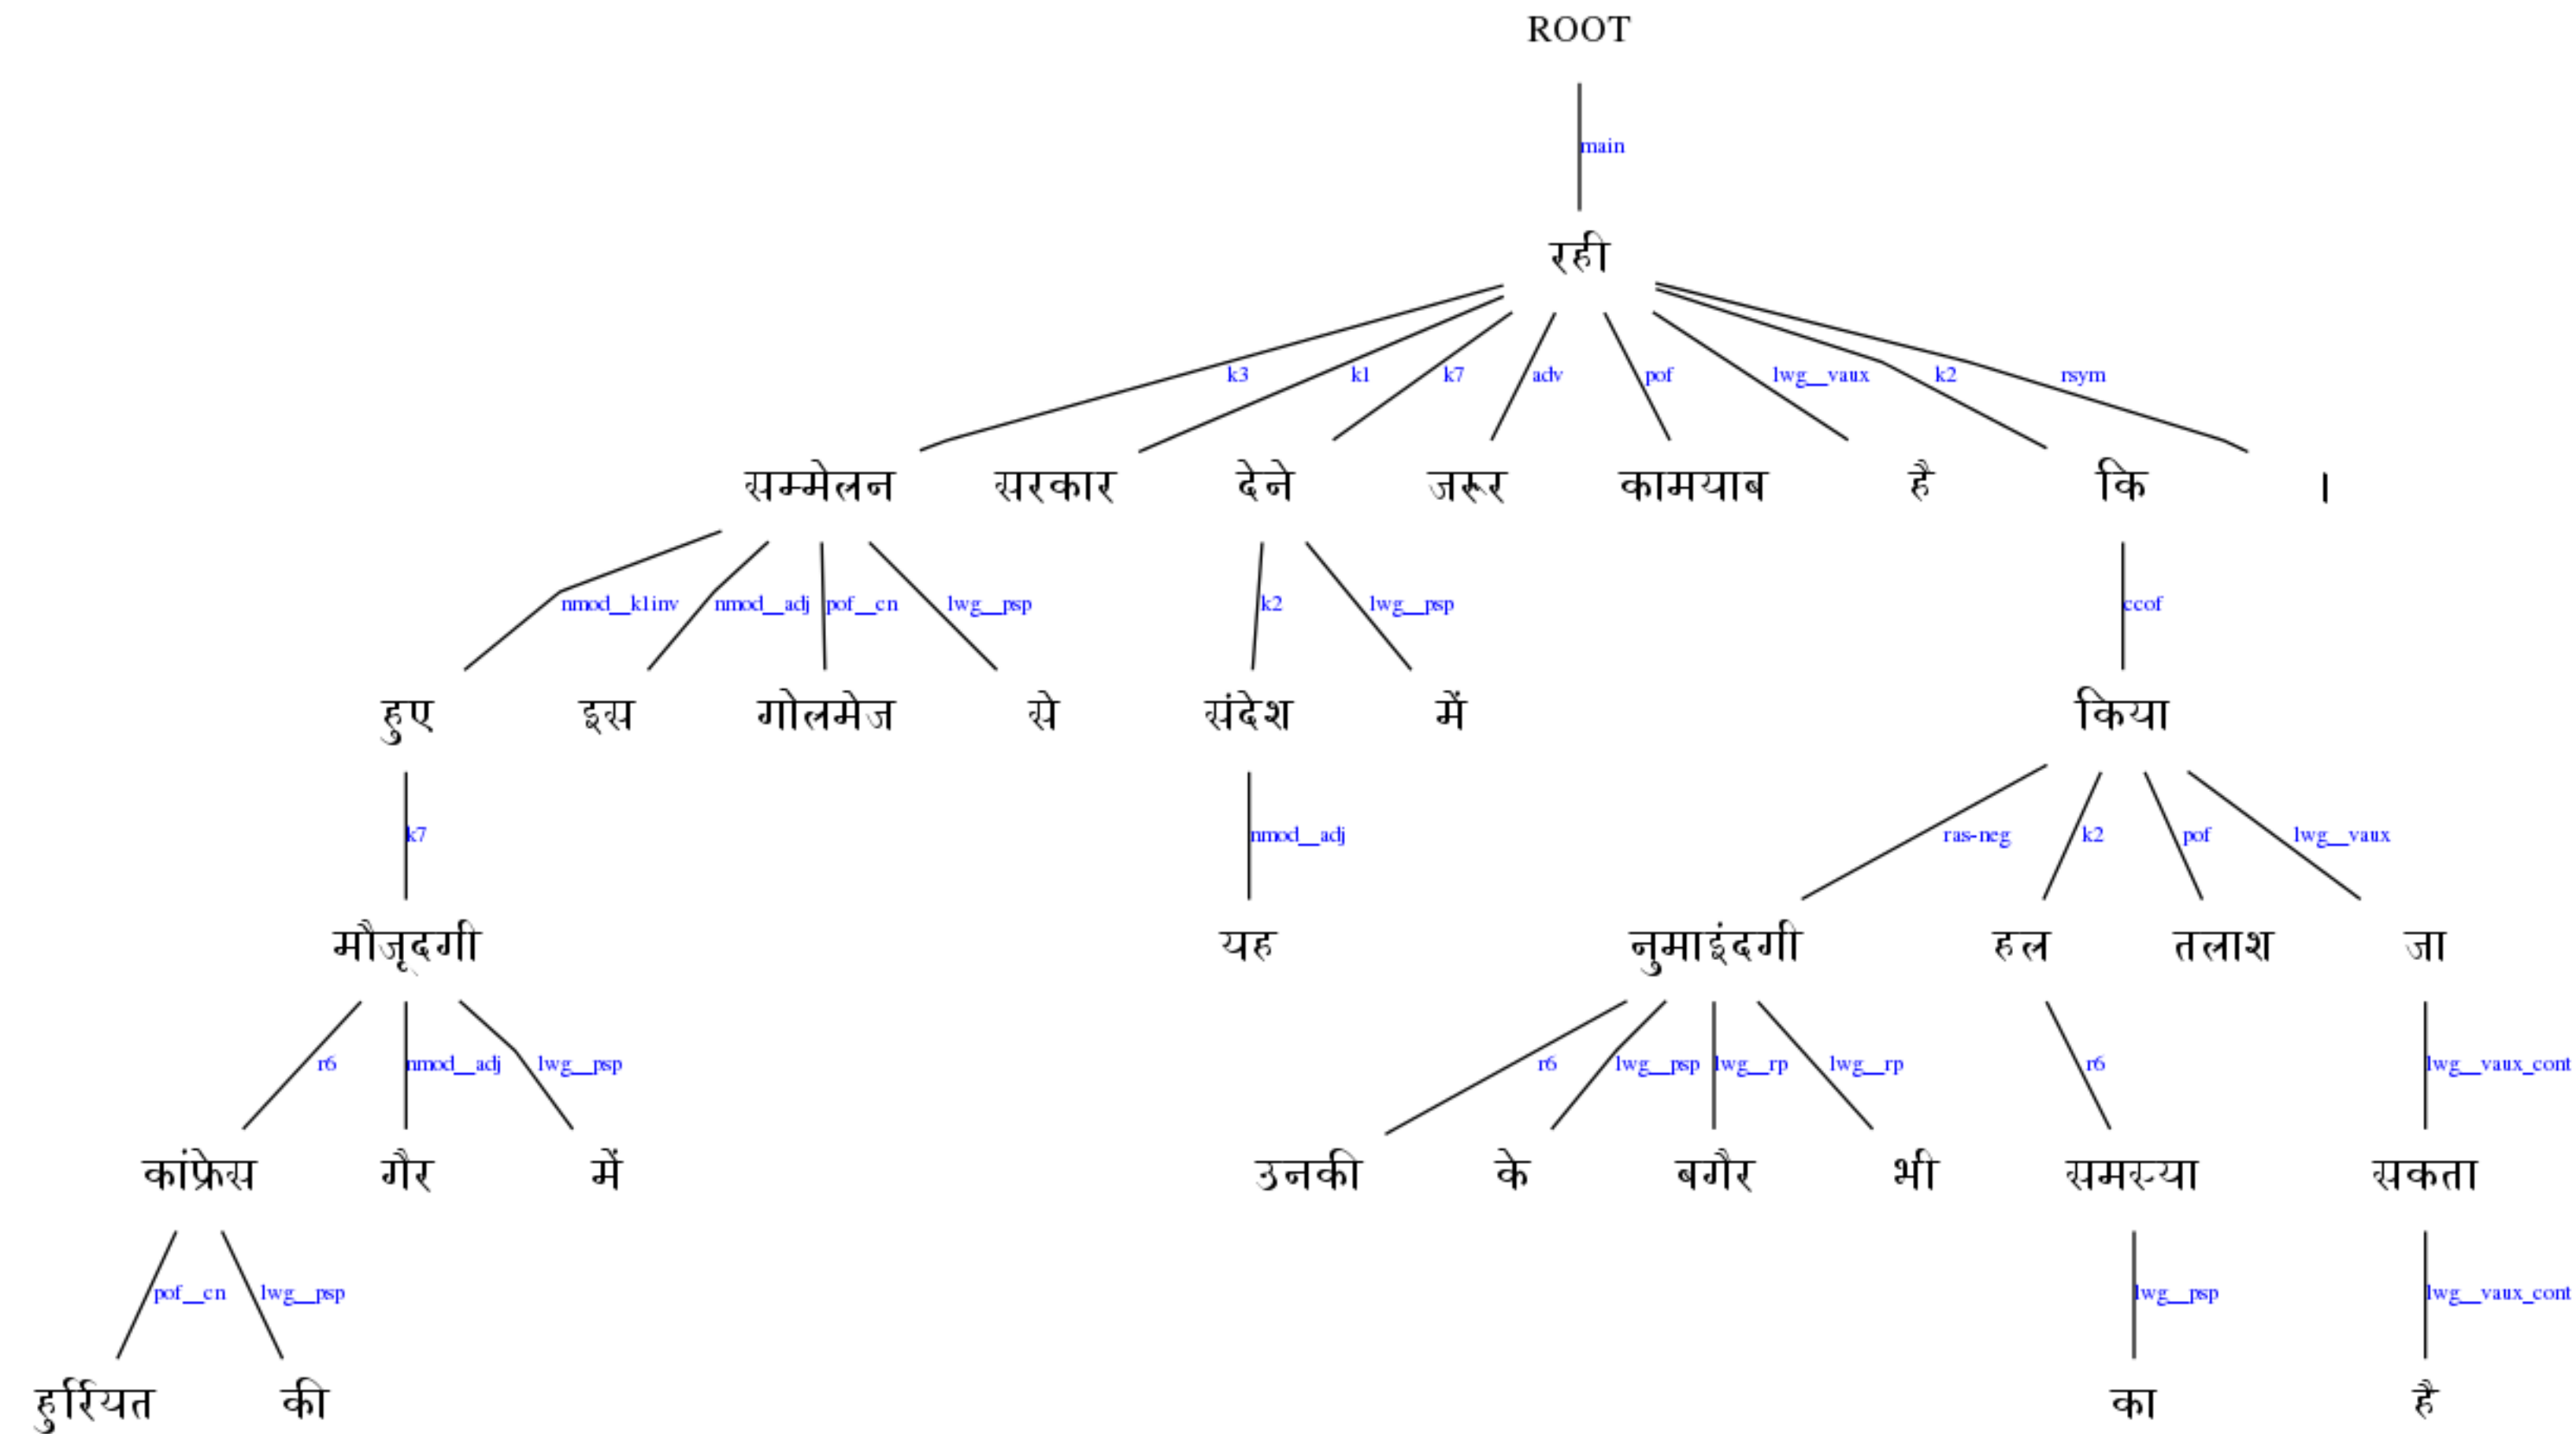 ROOT
main
रही
k3 k1 k7 adv pof lwg__vaux k2 rsym
सम्मेलन सरकार देने जरूर कामयाब है कि ।
nmod__k1inv nmod__adj pof__cn lwg__psp k2 lwg__psp ccof
हुए इस गोलमेज से संदेश में किया
k7 nmod__adj ras-neg k2 pof lwg__vaux
मौजूदगी यह नुमाइंदगी हल तलाश जा
r6 nmod__adj lwg__psp r6 lwg__psp lwg__rp lwg__rp r6 lwg__vaux_cont
कांफ्रेस गैर में उनकी के बगैर भी समस्या सकता
pof__cn lwg__psp lwg__psp lwg__vaux_cont
हुर्रियत की का है